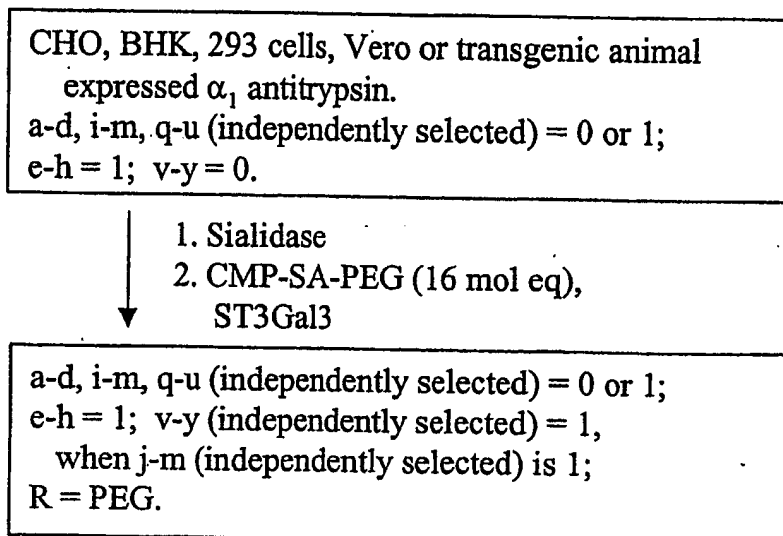 CHO, BHK, 293 cells, Vero or transgenic animal
expressed α₁ antitrypsin.
a-d, i-m, q-u (independently selected) = 0 or 1;
e-h = 1; v-y = 0.
1. Sialidase
2. CMP-SA-PEG (16 mol eq),
ST3Gal3
a-d, i-m, q-u (independently selected) = 0 or 1;
e-h = 1; v-y (independently selected) = 1,
when j-m (independently selected) is 1;
R = PEG.